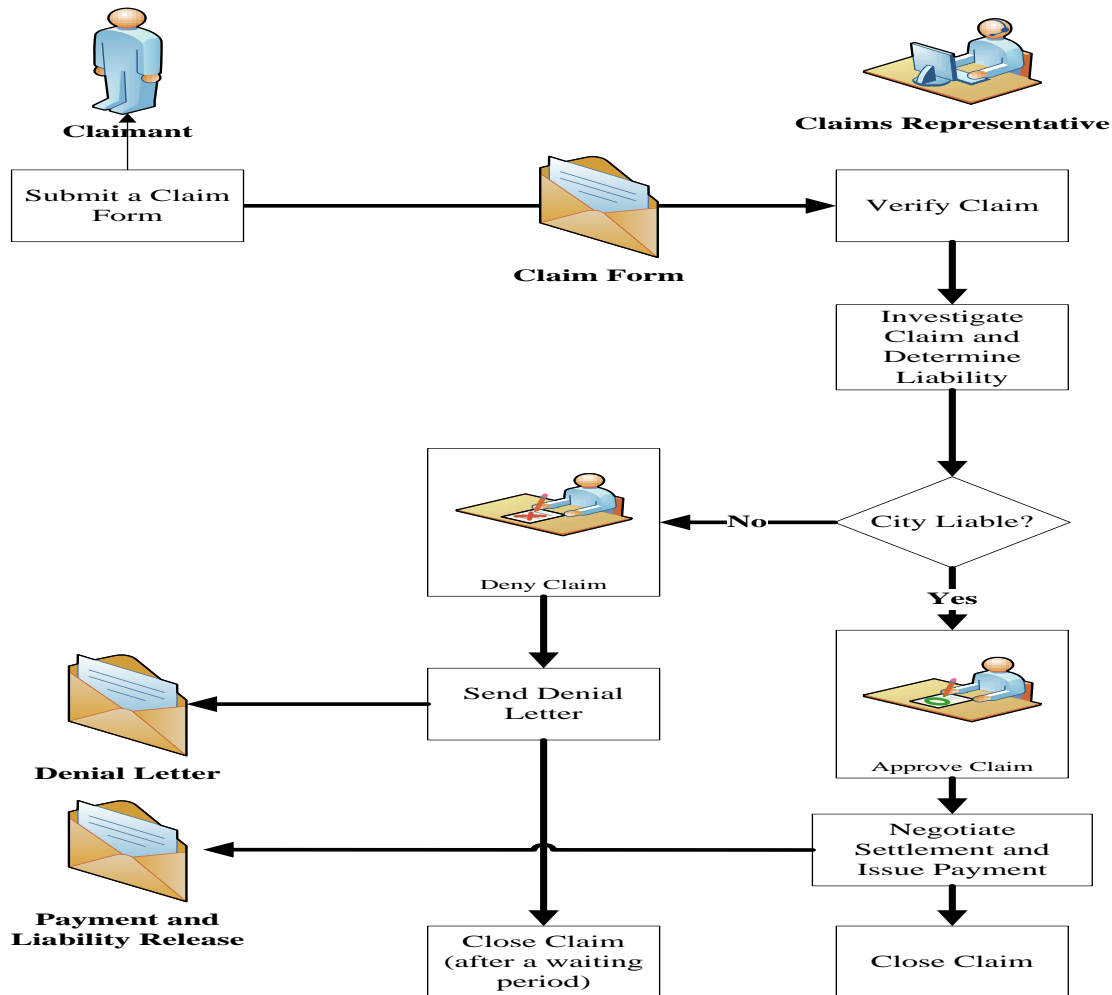 Claimant
Claims Representative
Submit a Claim
Form
Verify Claim
Claim Form
Investigate
Claim and
Determine
Liability
City Liable?
No
Yes
Deny Claim
Send Denial
Letter
Denial Letter
Approve Claim
Negotiate
Settlement and
Issue Payment
Payment and
Liability Release
Close Claim
(after a waiting
period)
Close Claim